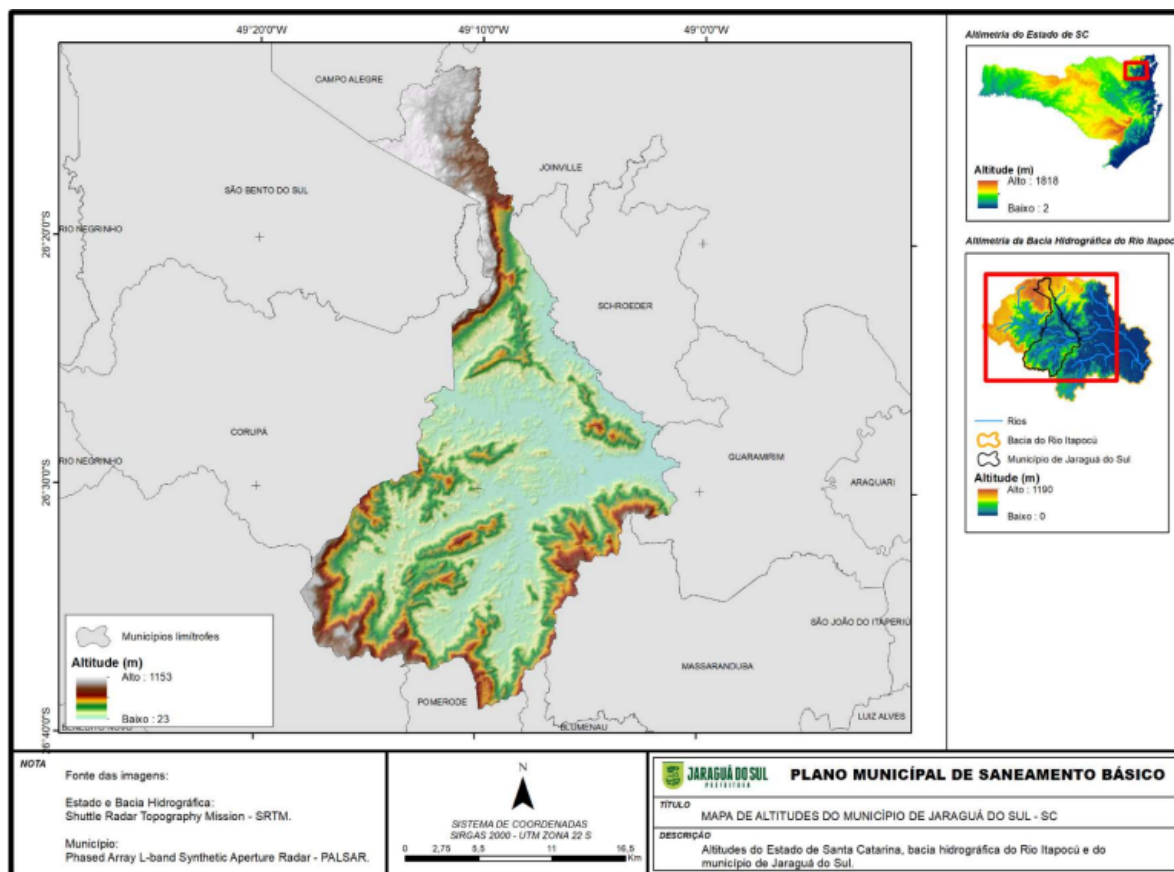 49°20'0"W
49°10'0"W
49°0'0"W
CAMPO ALEGRE
JOINVILLE
SÃO BENTO DO SUL
RIO NEGRINHO
26°20'0"S
SCHROEDER
CORUPÁ
RIO NEGRINHO
GUARAMIRIM
26°30'0"S
ARAQUARI
SÃO JOÃO DO ITAPERIÚ
MASSARANDUBA
POMERODE
LUIZ ALVES
BLUMENAU
BENEDITO NOVO
26°40'0"S
Municípios limítrofes
Altitude (m)
Alto : 1153
Baixo : 23
Altimetria do Estado de SC
Altitude (m)
Alto : 1818
Baixo : 2
Altimetria da Bacia Hidrográfica do Rio Itapoc
Rios
Bacia do Rio Itapocú
Município de Jaraguá do Sul
Altitude (m)
Alto : 1190
Baixo : 0
NOTA
Fonte das imagens:
Estado e Bacia Hidrográfica:
Shuttle Radar Topography Mission - SRTM.
Município:
Phased Array L-band Synthetic Aperture Radar - PALSAR.
N
SISTEMA DE COORDENADAS
SIRGAS 2000 - UTM ZONA 22 S
0 2,75 5,5 11 16,5
Km
JARAGUÁ DO SUL
PREFEITURA
PLANO MUNICÍPAL DE SANEAMENTO BÁSICO
TÍTULO
MAPA DE ALTITUDES DO MUNICÍPIO DE JARAGUÁ DO SUL - SC
DESCRIÇÃO
Altitudes do Estado de Santa Catarina, bacia hidrográfica do Rio Itapocú e do
município de Jaraguá do Sul.